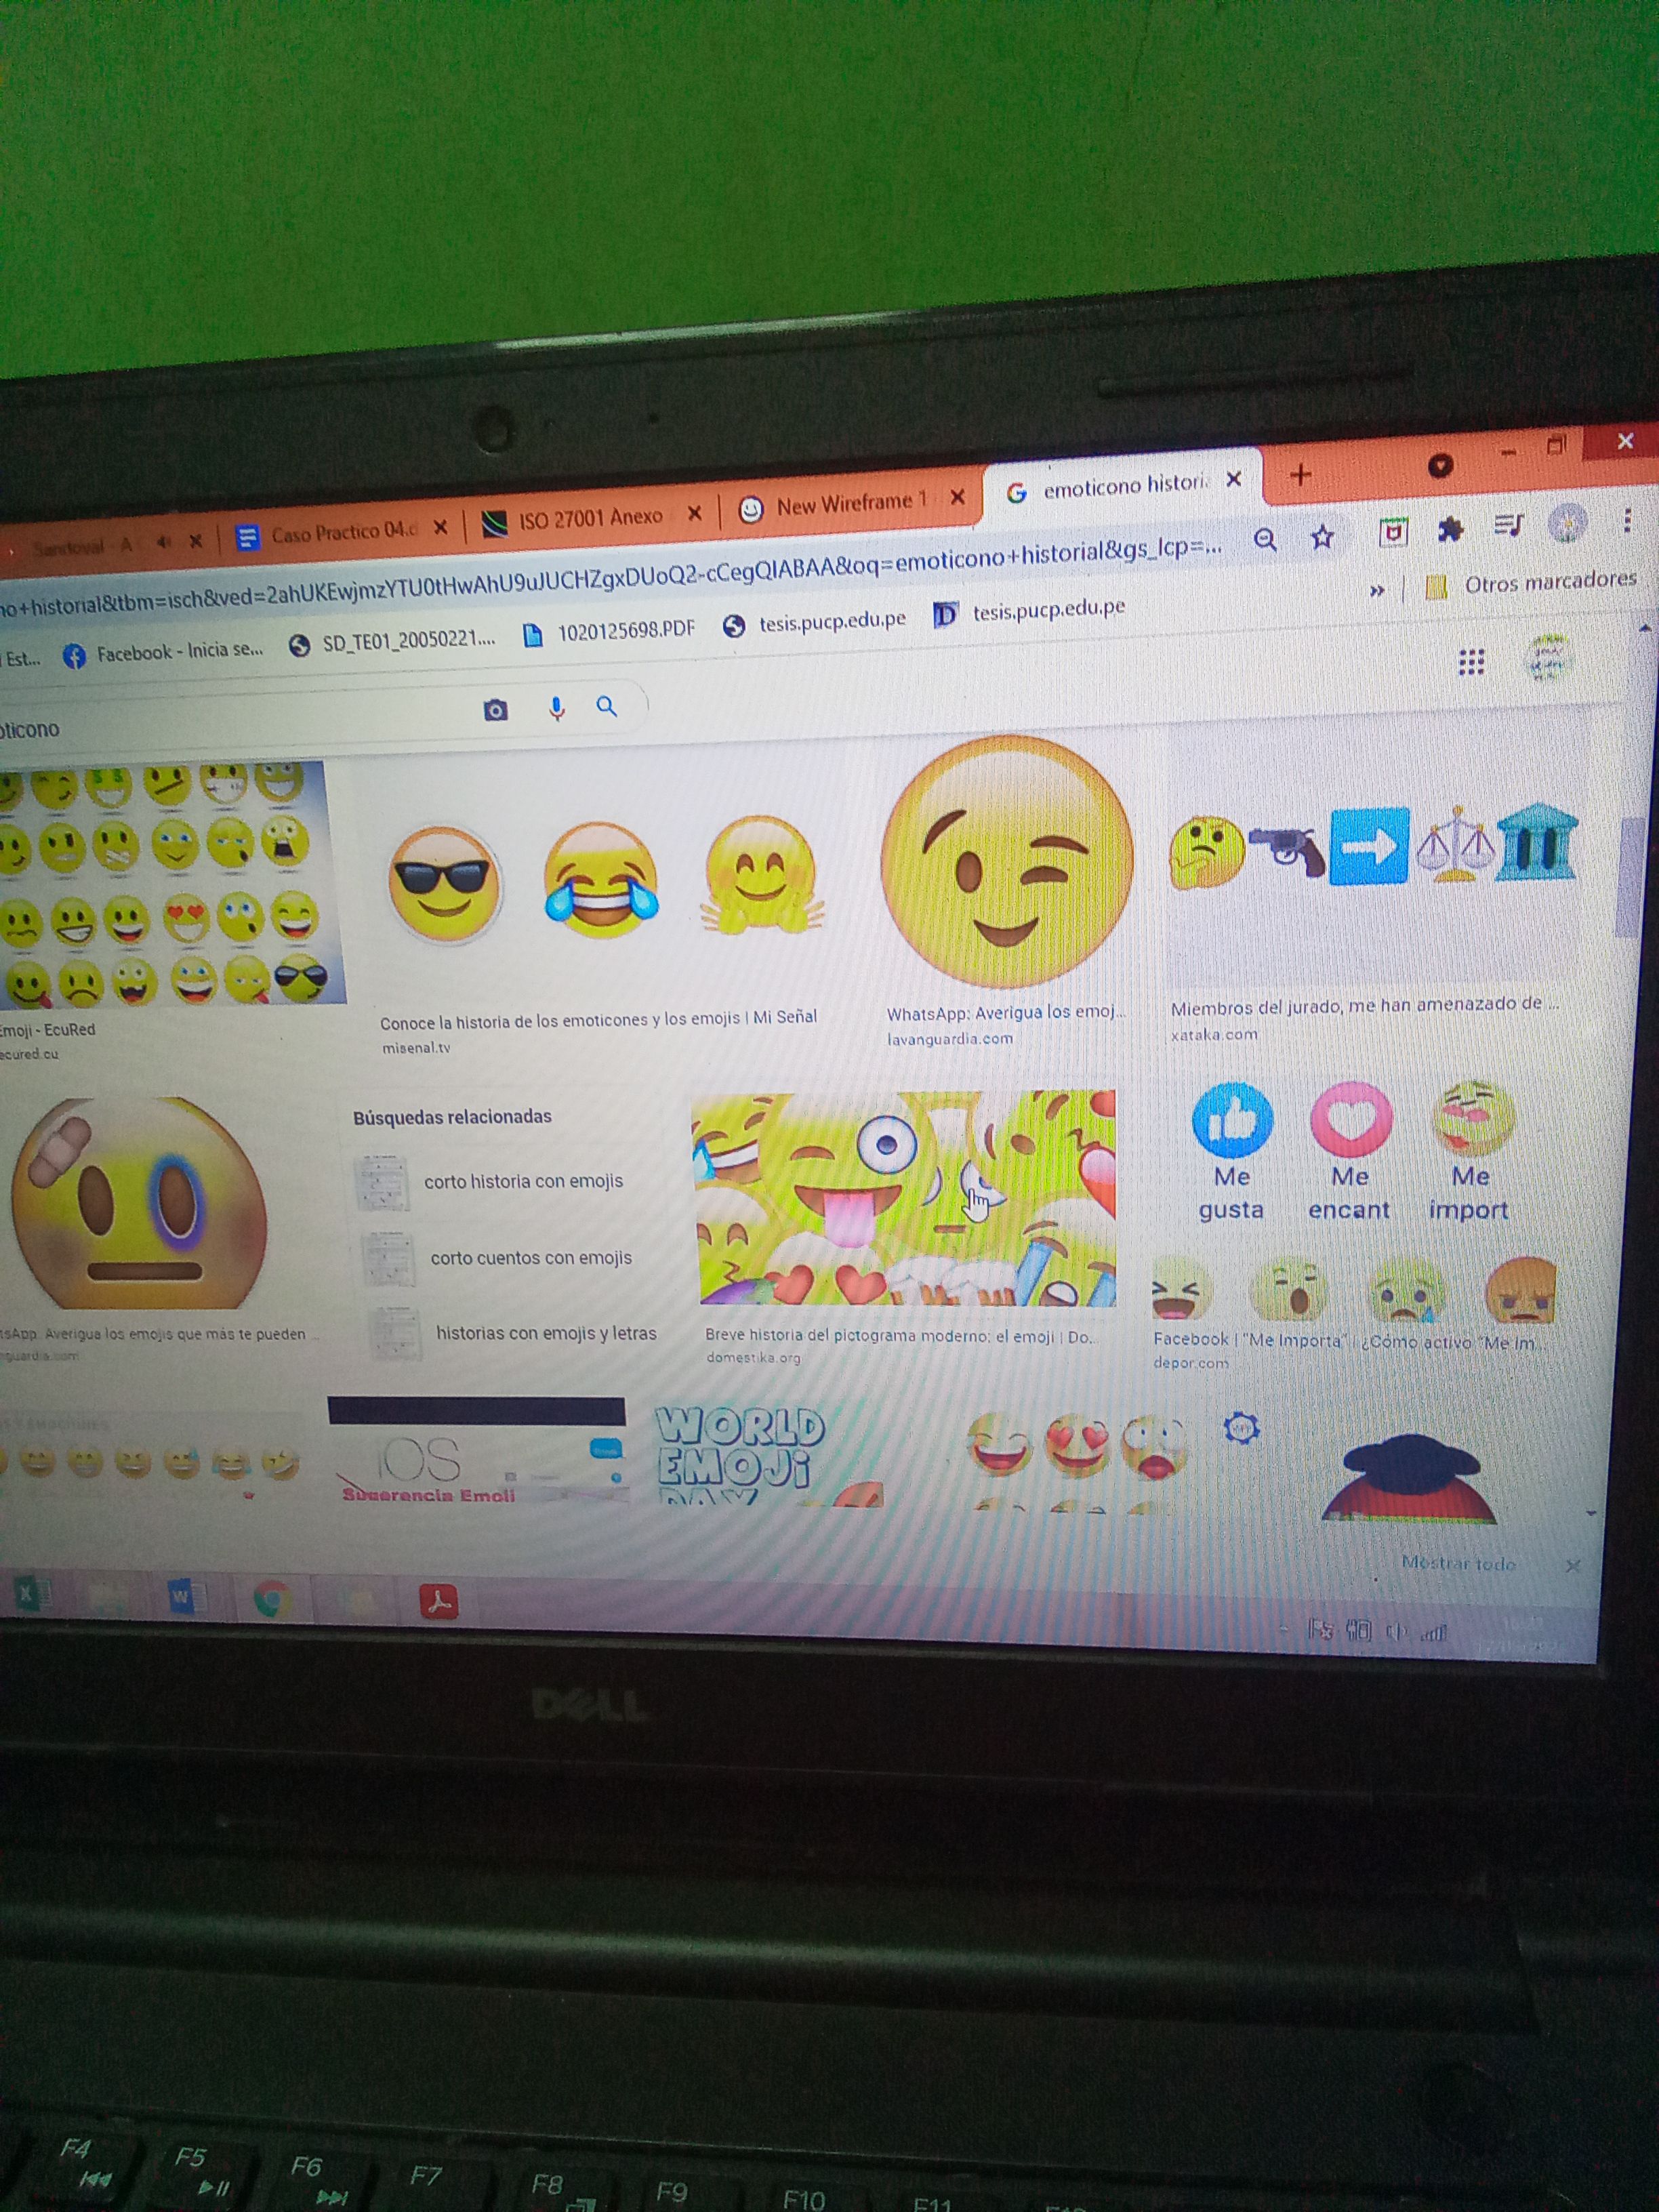 Sandoval - A
Caso Practico 04.d
ISO 27001 Anexo
New Wireframe 1
emoticono histori
no+historial&tbm=isch&ved=2ahUKEwjmzYTU0tHwAhU9uJUCHZgxDUoQ2-cCegQIABAA&oq=emoticono+historial&gs_lcp=...
Est...
Facebook - Inicia se...
SD_TE01_20050221....
1020125698.PDF
tesis.pucp.edu.pe
tesis.pucp.edu.pe
»
Otros marcadores
oticono
Emoji - EcuRed
ecured.cu
Conoce la historia de los emoticones y los emojis | Mi Señal
misenal.tv
WhatsApp: Averigua los emoj...
lavanguardia.com
Miembros del jurado, me han amenazado de ...
xataka.com
Búsquedas relacionadas
corto historia con emojis
corto cuentos con emojis
historias con emojis y letras
Me gusta
Me encant
Me import
tsApp: Averigua los emojis que más te pueden ...
nguardia.com
Breve historia del pictograma moderno: el emoji | Do...
domestika.org
Facebook | "Me Importa" | ¿Cómo activo "Me Im...
depor.com
iOS
Sugerencia Emoji
WORLD
EMOJI
DAY
Mostrar todo
DELL
F4
F5
F6
F7
F8
F9
F10
F11